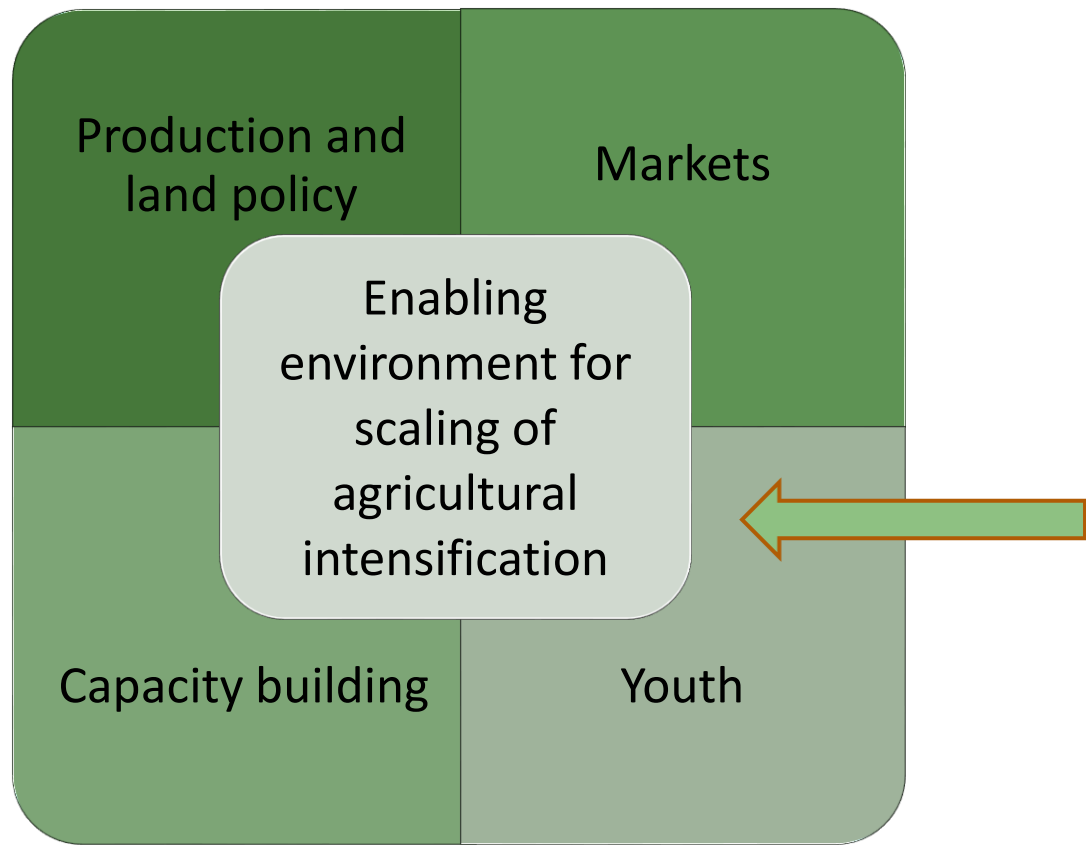 Production and
land policy
Markets
Enabling
environment for
scaling of
agricultural
intensification
Capacity building
Youth